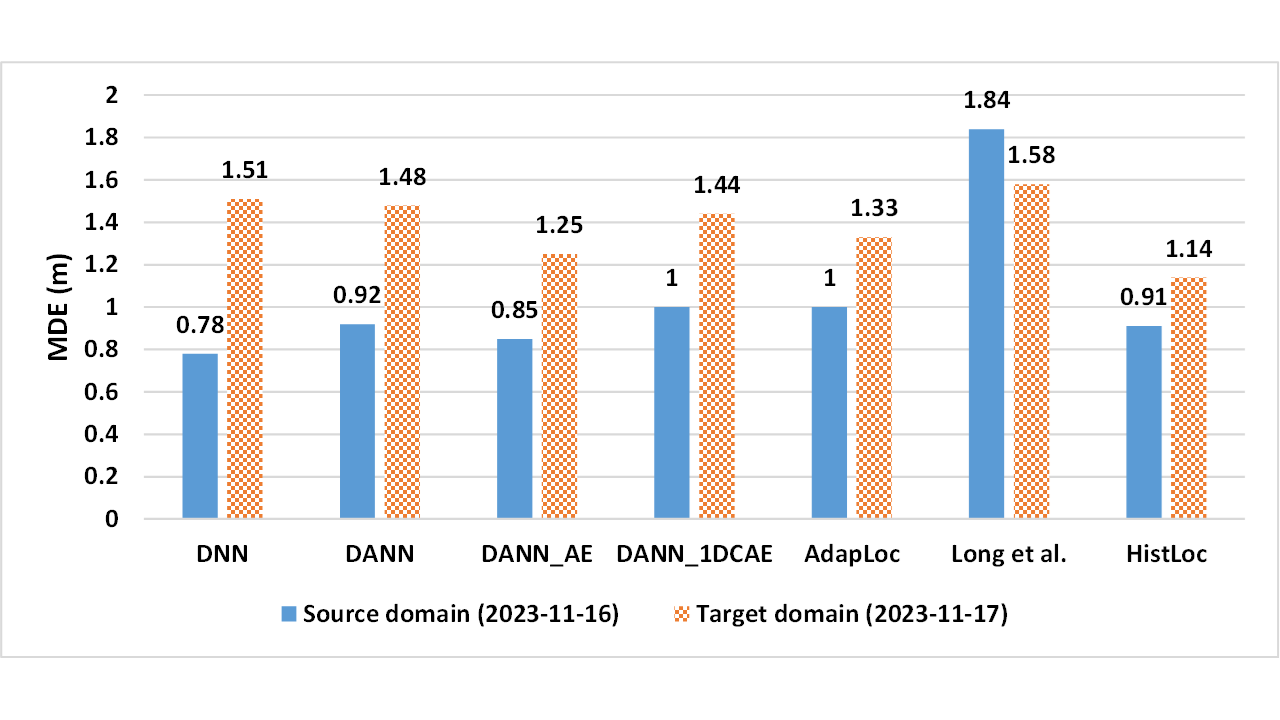 MDE (m)
2
1.8
1.6
1.4
1.2
1
0.8
0.6
0.4
0.2
0
0.78
1.51
0.92
1.48
0.85
1.25
1
1.44
1
1.33
1.84
1.58
0.91
1.14
DNN
DANN
DANN_AE
DANN_1DCAE
AdapLoc
Long et al.
HistLoc
Source domain (2023-11-16)
Target domain (2023-11-17)